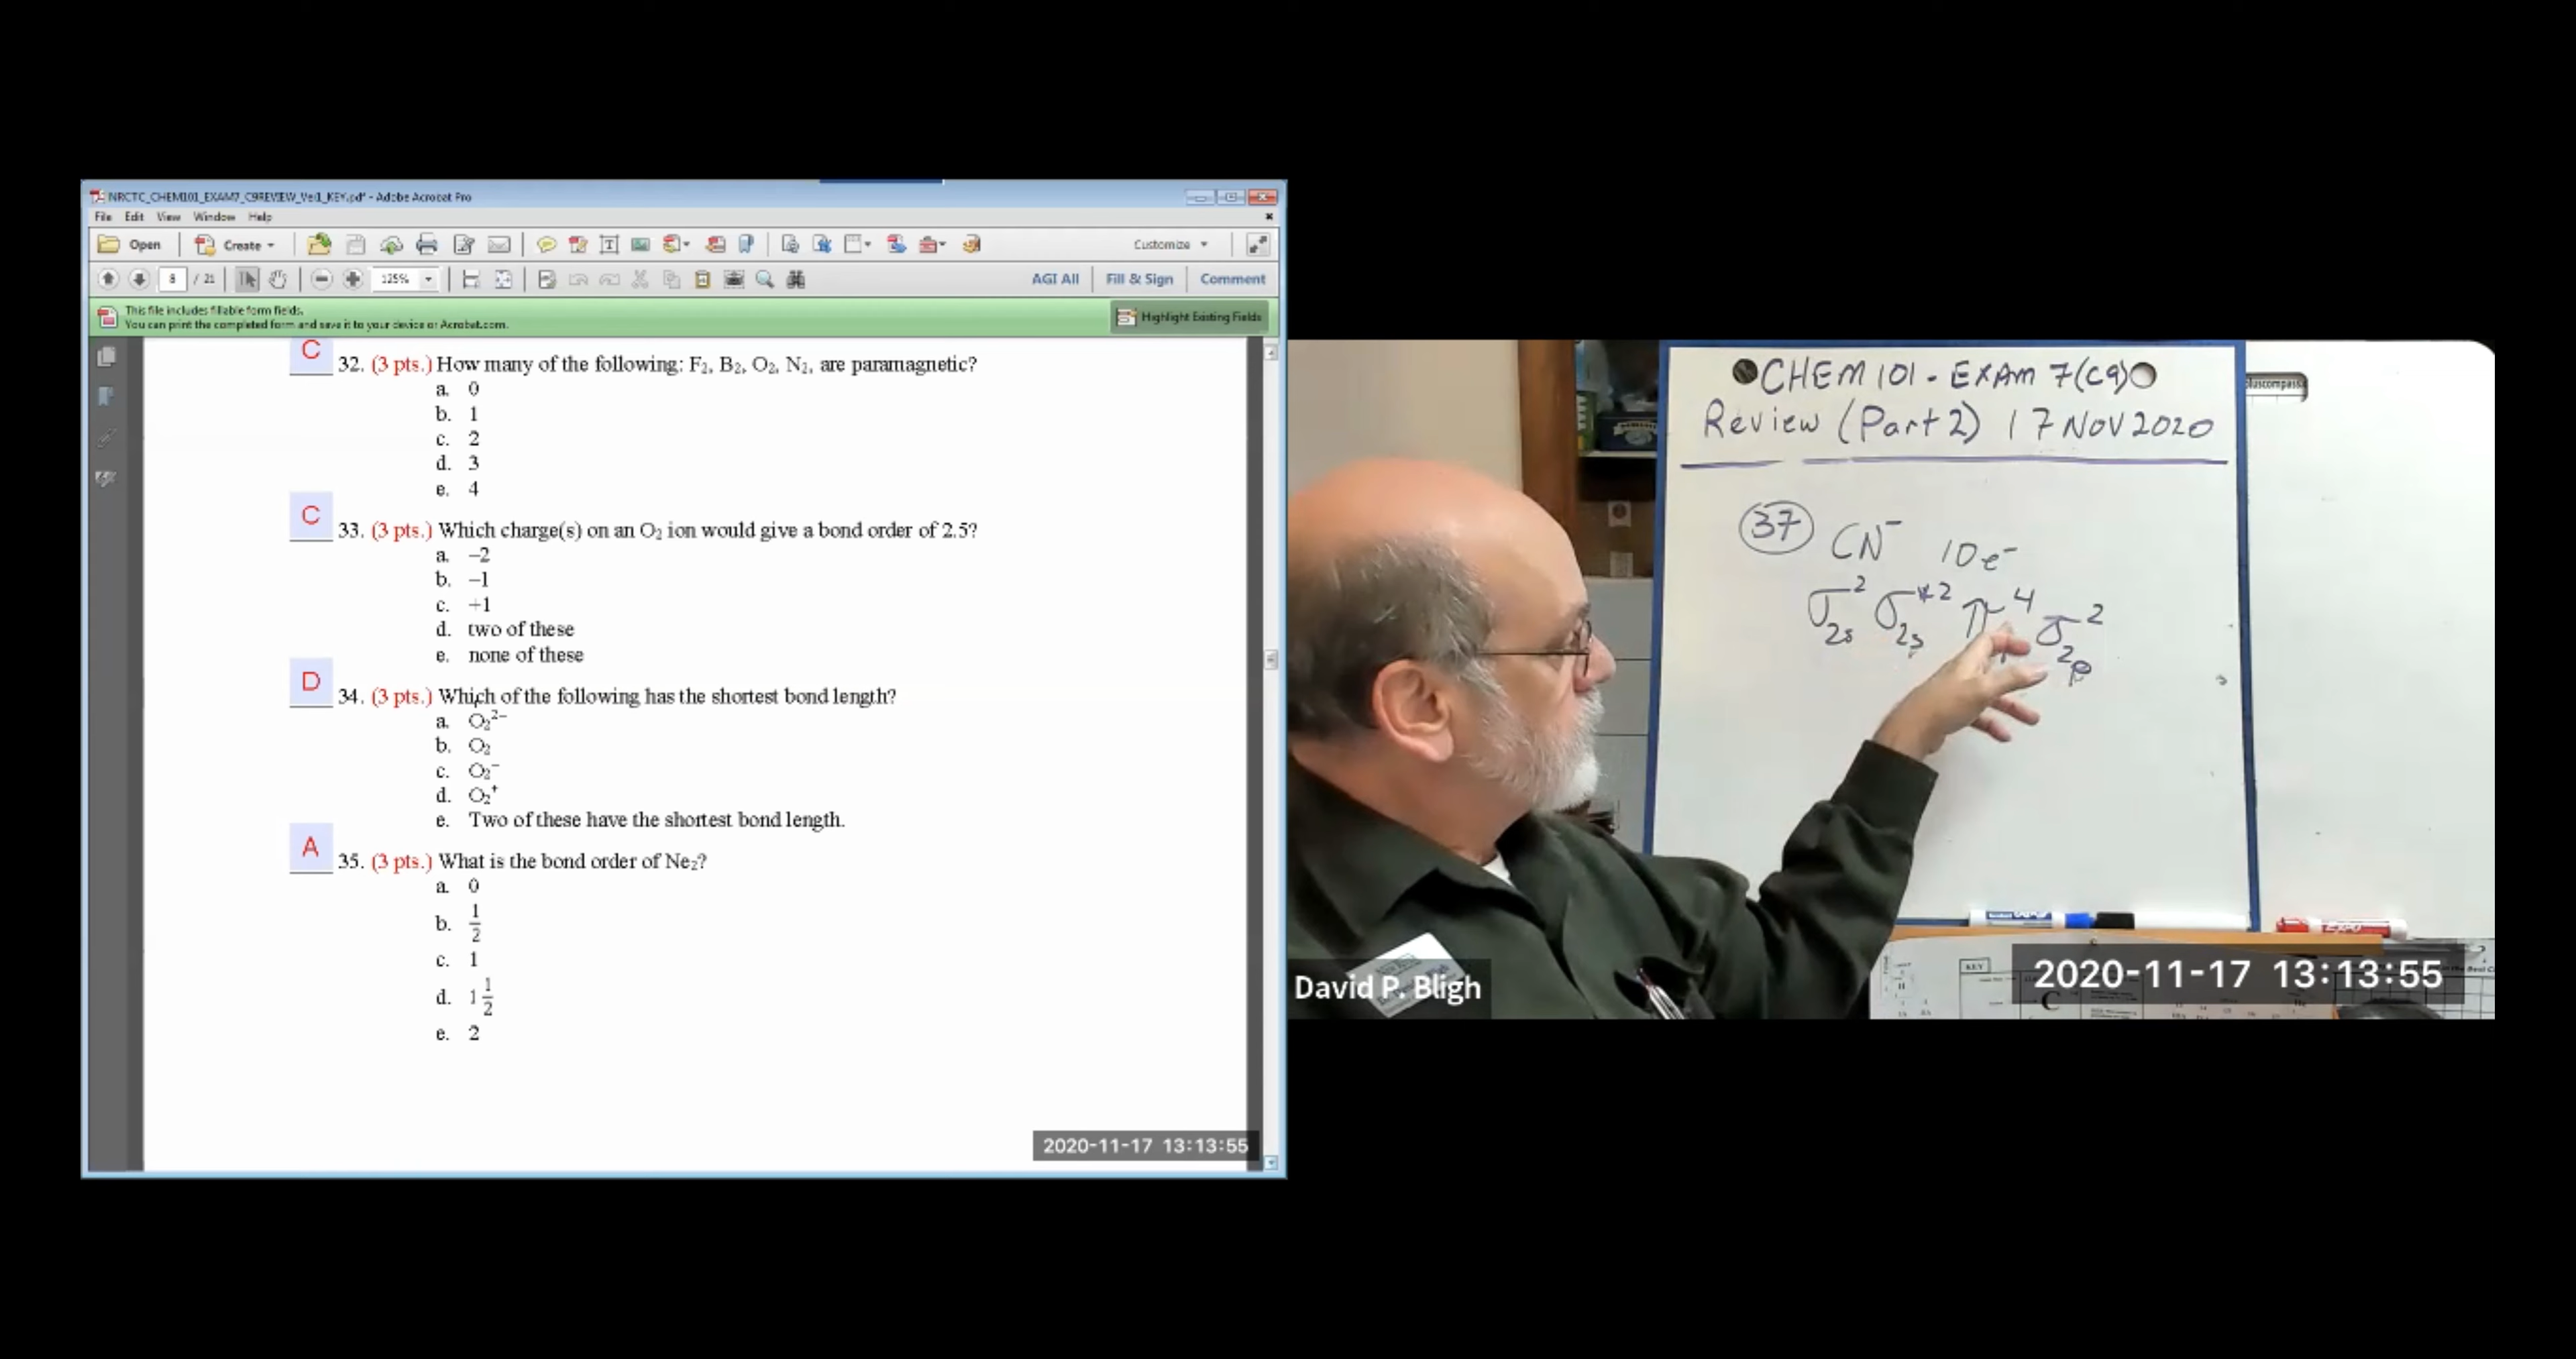 NRCTC_CHEM101_EXAM7_C9REVIEW_Ver1_KEY.pdf* - Adobe Acrobat Pro
File Edit View Window Help
Open Create Customize
8 / 21 125% AGI All Fill & Sign Comment
This file includes fillable form fields.
You can print the completed form and save it to your device or Acrobat.com.
Highlight Existing Fields
C
32. (3 pts.) How many of the following: F₂, B₂, O₂, N₂, are paramagnetic?
a. 0
b. 1
c. 2
d. 3
e. 4
C
33. (3 pts.) Which charge(s) on an O₂ ion would give a bond order of 2.5?
a. –2
b. –1
c. +1
d. two of these
e. none of these
D
34. (3 pts.) Which of the following has the shortest bond length?
a. O₂²⁻
b. O₂
c. O₂⁻
d. O₂⁺
e. Two of these have the shortest bond length.
A
35. (3 pts.) What is the bond order of Ne₂?
a. 0
b. 1/2
c. 1
d. 1 1/2
e. 2
2020-11-17 13:13:55
CHEM 101 - EXAM 7 (C9)
Review (Part 2) 17 NOV 2020
37 CN⁻ 10e⁻
σ₂ₛ² σ₂ₛ*² π⁴ σ₂ₚ²
David P. Bligh
KEY
C
EXPO
2020-11-17 13:13:55